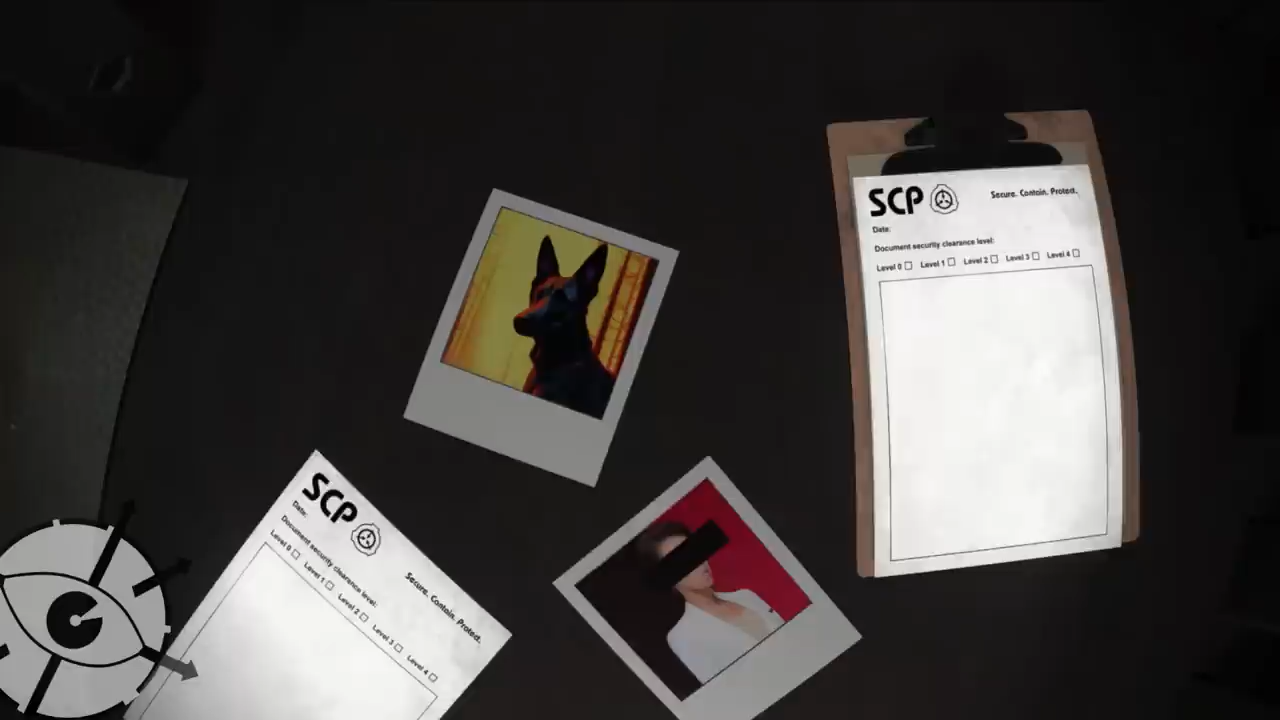 SCP
Secure. Contain. Protect.
Date:
Document security clearance level:
Level 0 Level 1 Level 2 Level 3 Level 4
SCP
Secure. Contain. Protect.
Date:
Document security clearance level:
Level 0 Level 1 Level 2 Level 3 Level 4